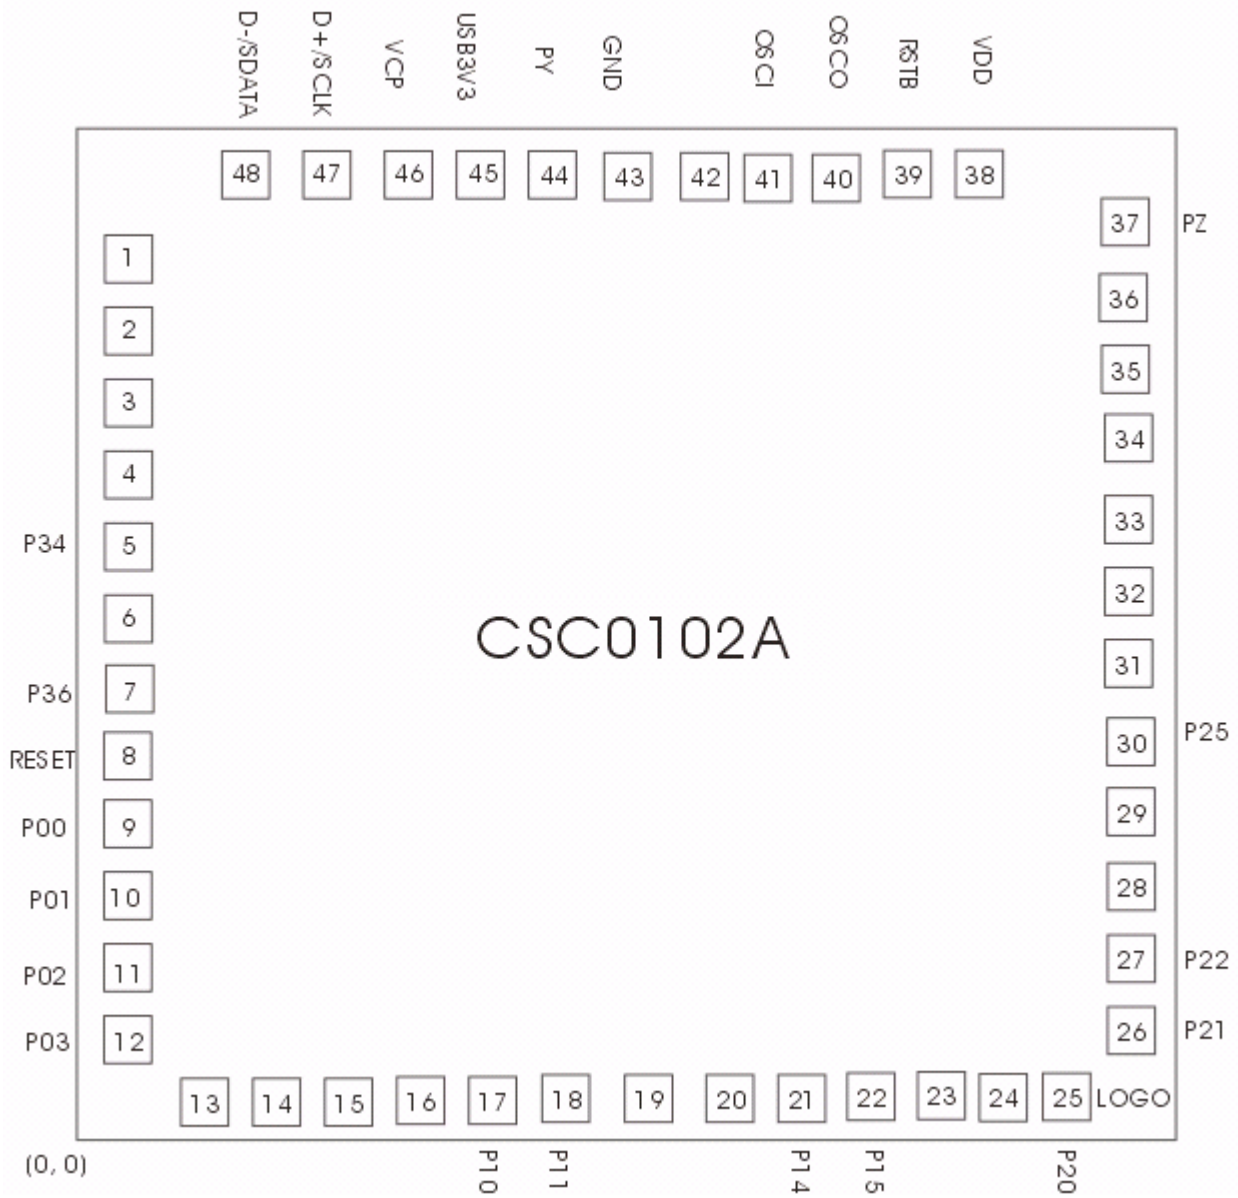 D-/SDATA
D+/SCLK
VCP
USB3V3
PY
GND
OSCI
OSCO
RSTB
VDD
48 47 46 45 44 43 42 41 40 39 38
37 PZ
1
36
2
35
3
34
4
33
P34 5
32
6
CSC0102A
31
P36 7
30 P25
RESET 8
29
P00 9
28
P01 10
27 P22
P02 11
26 P21
P03 12
13 14 15 16 17 18 19 20 21 22 23 24 25 LOGO
(0, 0)
P10
P11
P14
P15
P20